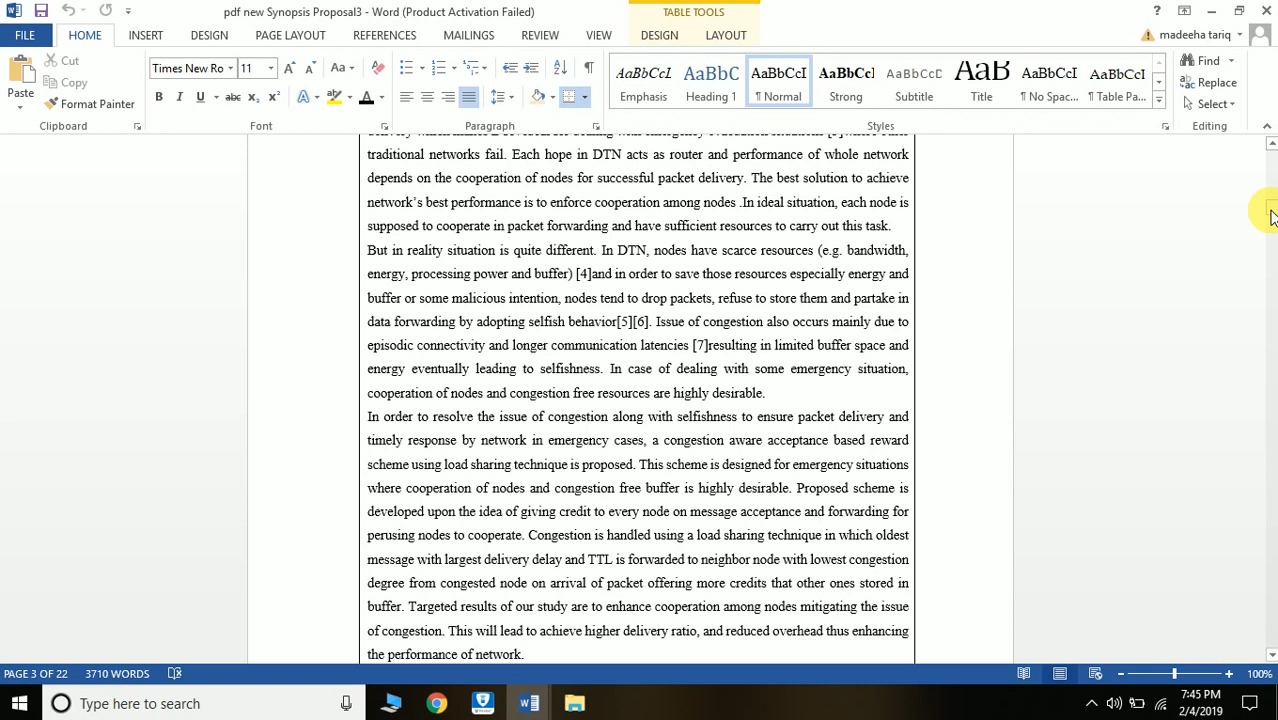 pdf new Synopsis Proposal3 - Word (Product Activation Failed)
TABLE TOOLS
FILE HOME INSERT DESIGN PAGE LAYOUT REFERENCES MAILINGS REVIEW VIEW DESIGN LAYOUT madeeha tariq
Cut
Copy
Format Painter
Paste
Clipboard
Times New Ro 11
Font
Paragraph
AaBbCcI AaBbC AaBbCcI AaBbCcI AaBbCcD AaB AaBbCcI AaBbCcI
Emphasis Heading 1 ¶ Normal Strong Subtitle Title ¶ No Spac... ¶ Table Pa...
Styles
Find
Replace
Select
Editing
traditional networks fail. Each hope in DTN acts as router and performance of whole network
depends on the cooperation of nodes for successful packet delivery. The best solution to achieve
network's best performance is to enforce cooperation among nodes .In ideal situation, each node is
supposed to cooperate in packet forwarding and have sufficient resources to carry out this task.
But in reality situation is quite different. In DTN, nodes have scarce resources (e.g. bandwidth,
energy, processing power and buffer) [4]and in order to save those resources especially energy and
buffer or some malicious intention, nodes tend to drop packets, refuse to store them and partake in
data forwarding by adopting selfish behavior[5][6]. Issue of congestion also occurs mainly due to
episodic connectivity and longer communication latencies [7]resulting in limited buffer space and
energy eventually leading to selfishness. In case of dealing with some emergency situation,
cooperation of nodes and congestion free resources are highly desirable.
In order to resolve the issue of congestion along with selfishness to ensure packet delivery and
timely response by network in emergency cases, a congestion aware acceptance based reward
scheme using load sharing technique is proposed. This scheme is designed for emergency situations
where cooperation of nodes and congestion free buffer is highly desirable. Proposed scheme is
developed upon the idea of giving credit to every node on message acceptance and forwarding for
perusing nodes to cooperate. Congestion is handled using a load sharing technique in which oldest
message with largest delivery delay and TTL is forwarded to neighbor node with lowest congestion
degree from congested node on arrival of packet offering more credits that other ones stored in
buffer. Targeted results of our study are to enhance cooperation among nodes mitigating the issue
of congestion. This will lead to achieve higher delivery ratio, and reduced overhead thus enhancing
the performance of network.
PAGE 3 OF 22 3710 WORDS 100%
Type here to search
7:45 PM
2/4/2019